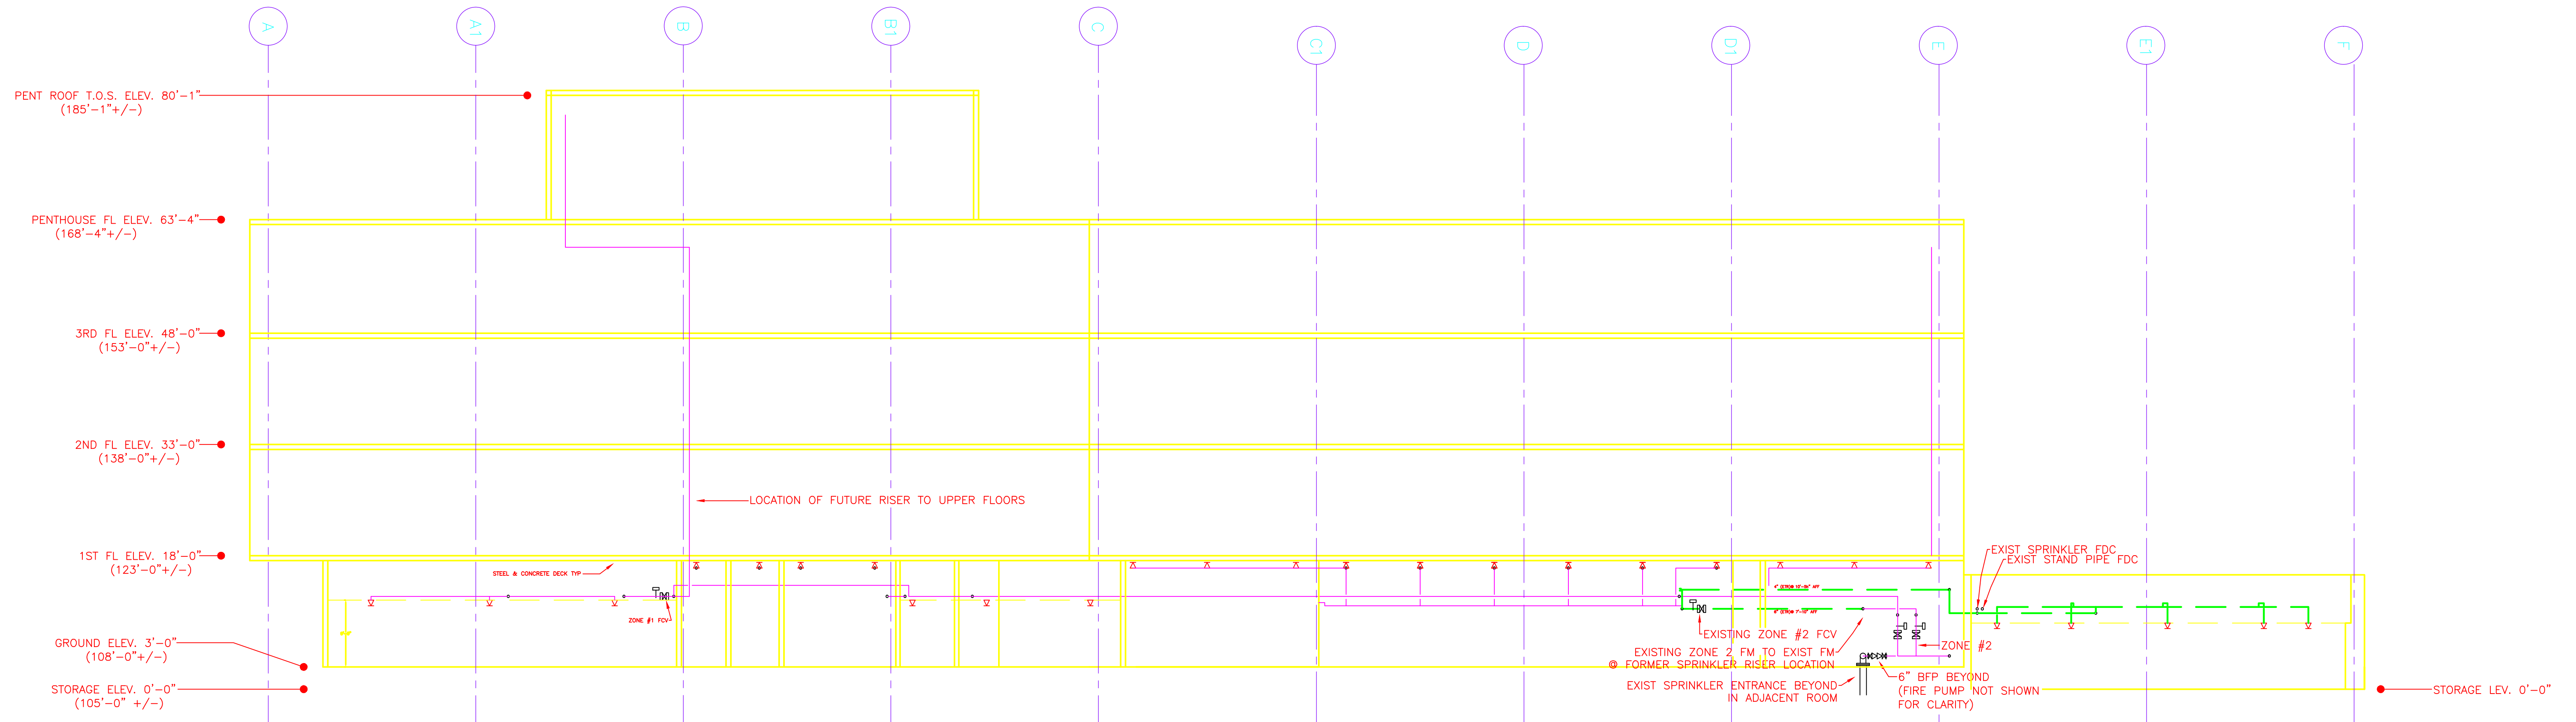 A
A1
B
B1
C
C1
D
D1
E
E1
F
PENT ROOF T.O.S. ELEV. 80'-1"
(185'-1"+/-)
PENTHOUSE FL ELEV. 63'-4"
(168'-4"+/-)
3RD FL ELEV. 48'-0"
(153'-0"+/-)
2ND FL ELEV. 33'-0"
(138'-0"+/-)
LOCATION OF FUTURE RISER TO UPPER FLOORS
1ST FL ELEV. 18'-0"
(123'-0"+/-)
STEEL & CONCRETE DECK TYP
EXIST SPRINKLER FDC
EXIST STAND PIPE FDC
ZONE #1 FCV
EXISTING ZONE #2 FCV
GROUND ELEV. 3'-0"
(108'-0"+/-)
EXISTING ZONE 2 FM TO EXIST FM
@ FORMER SPRINKLER RISER LOCATION
ZONE #2
STORAGE ELEV. 0'-0"
(105'-0" +/-)
EXIST SPRINKLER ENTRANCE BEYOND
IN ADJACENT ROOM
6" BFP BEYOND
(FIRE PUMP NOT SHOWN
FOR CLARITY)
STORAGE LEV. 0'-0"